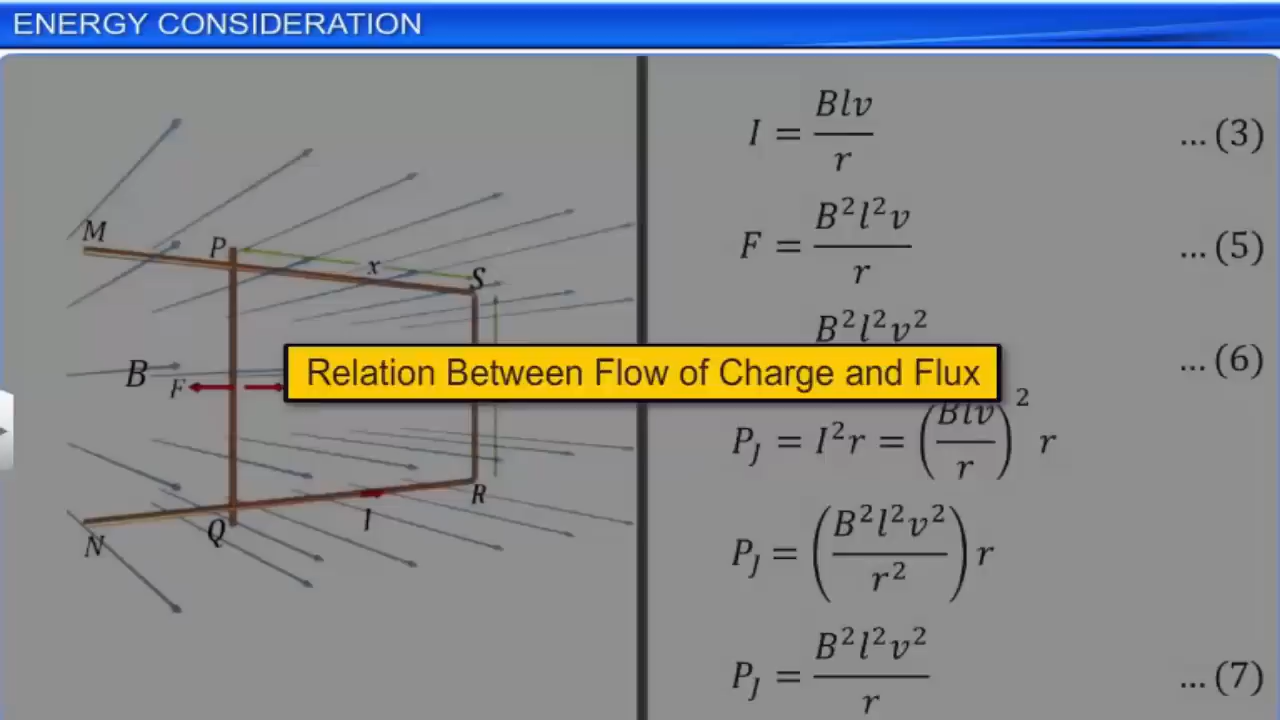 ENERGY CONSIDERATION
M
P
x
S
B
F
N
Q
I
R
I = Blv/r ... (3)
F = B²l²v/r ... (5)
B²l²v² ... (6)
Relation Between Flow of Charge and Flux
P_J = I²r = (Blv/r)² r
P_J = (B²l²v²/r²) r
P_J = B²l²v²/r ... (7)